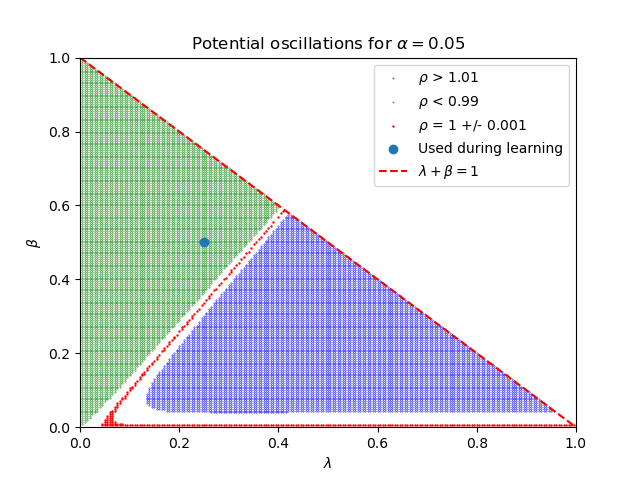 Potential oscillations for α = 0.05
ρ > 1.01
ρ < 0.99
ρ = 1 +/- 0.001
Used during learning
λ + β = 1
1.0
0.8
0.6
0.4
0.2
0.0
β
0.0 0.2 0.4 0.6 0.8 1.0
λ